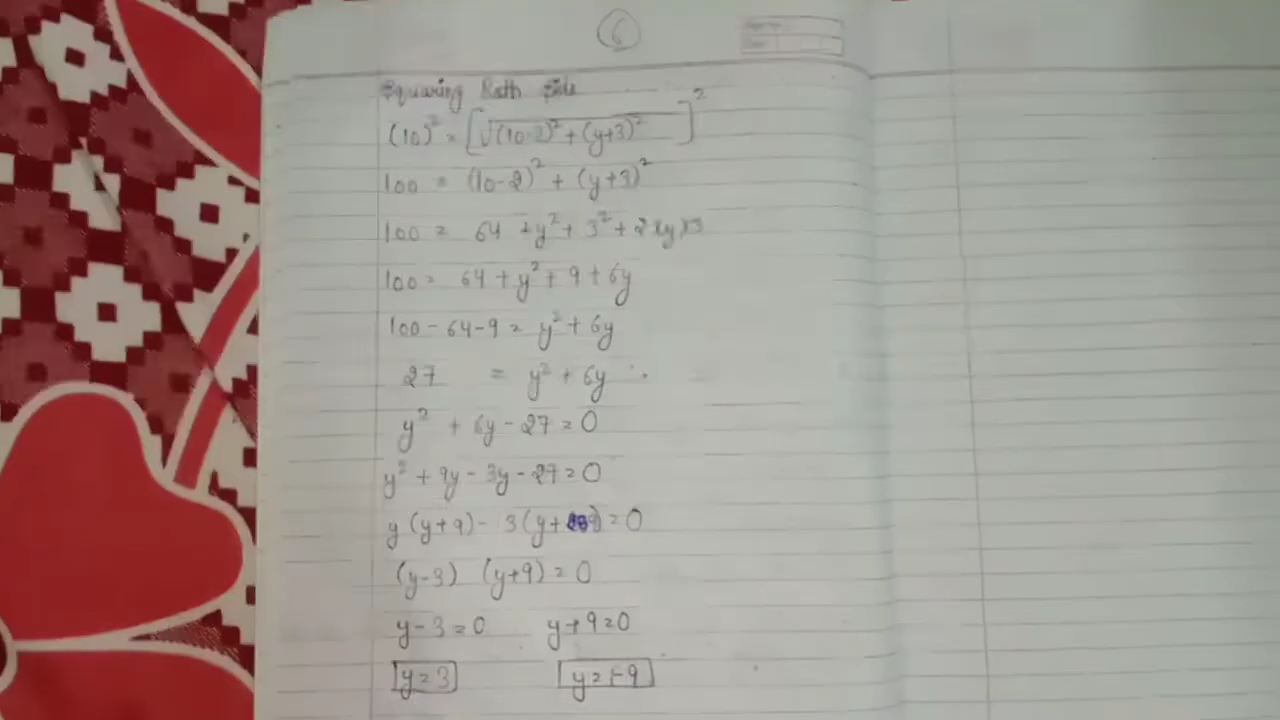 6
Squaring Both Side
(10)² = [√(10-2)² + (y+3)²]²
100 = (10-2)² + (y+3)²
100 = 64 + y² + 3² + 2×y×3
100 = 64 + y² + 9 + 6y
100 - 64 - 9 = y² + 6y
27 = y² + 6y
y² + 6y - 27 = 0
y² + 9y - 3y - 27 = 0
y (y+9) - 3(y+9) = 0
(y-3) (y+9) = 0
y-3 = 0 y+9=0
y=3 y=-9